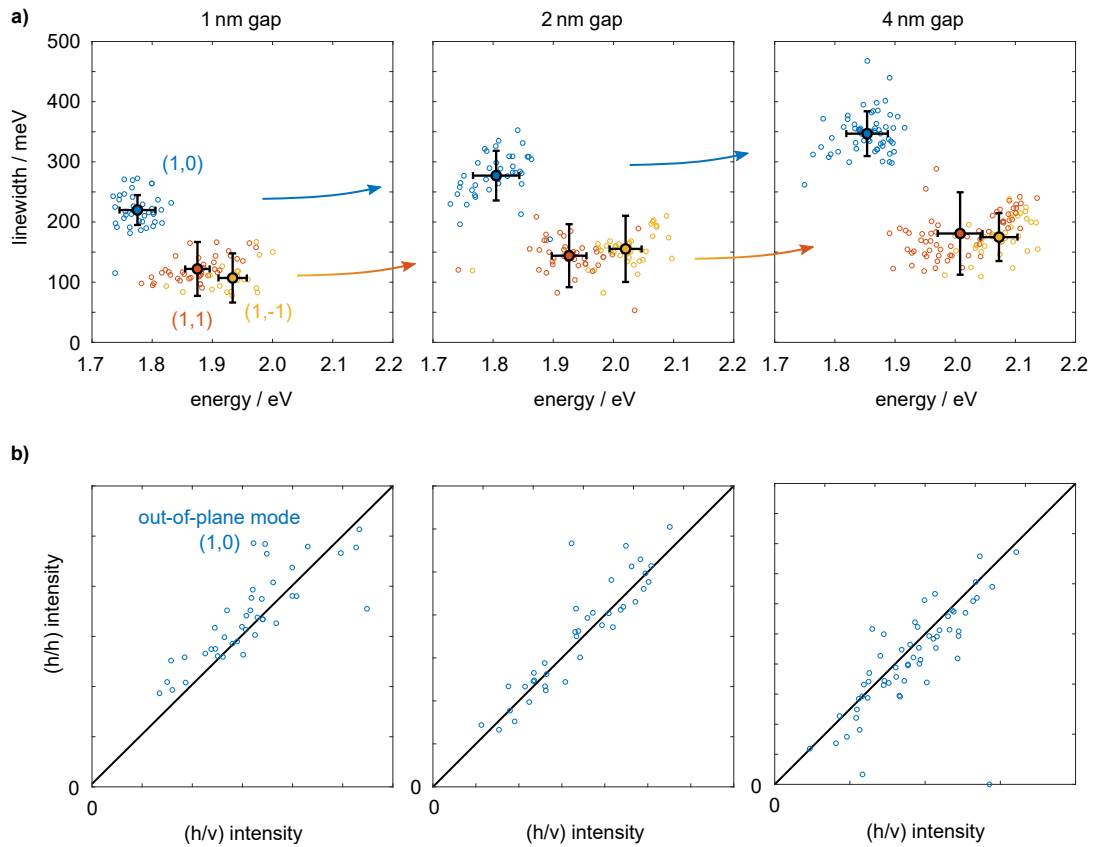 a)
1 nm gap
2 nm gap
4 nm gap
500
400
300
200
100
0
linewidth / meV
(1,0)
(1,1)
(1,-1)
1.7 1.8 1.9 2.0 2.1 2.2
1.7 1.8 1.9 2.0 2.1 2.2
1.7 1.8 1.9 2.0 2.1 2.2
energy / eV
energy / eV
energy / eV
b)
out-of-plane mode
(1,0)
(h/h) intensity
0
0
0
0
0
0
(h/v) intensity
(h/v) intensity
(h/v) intensity